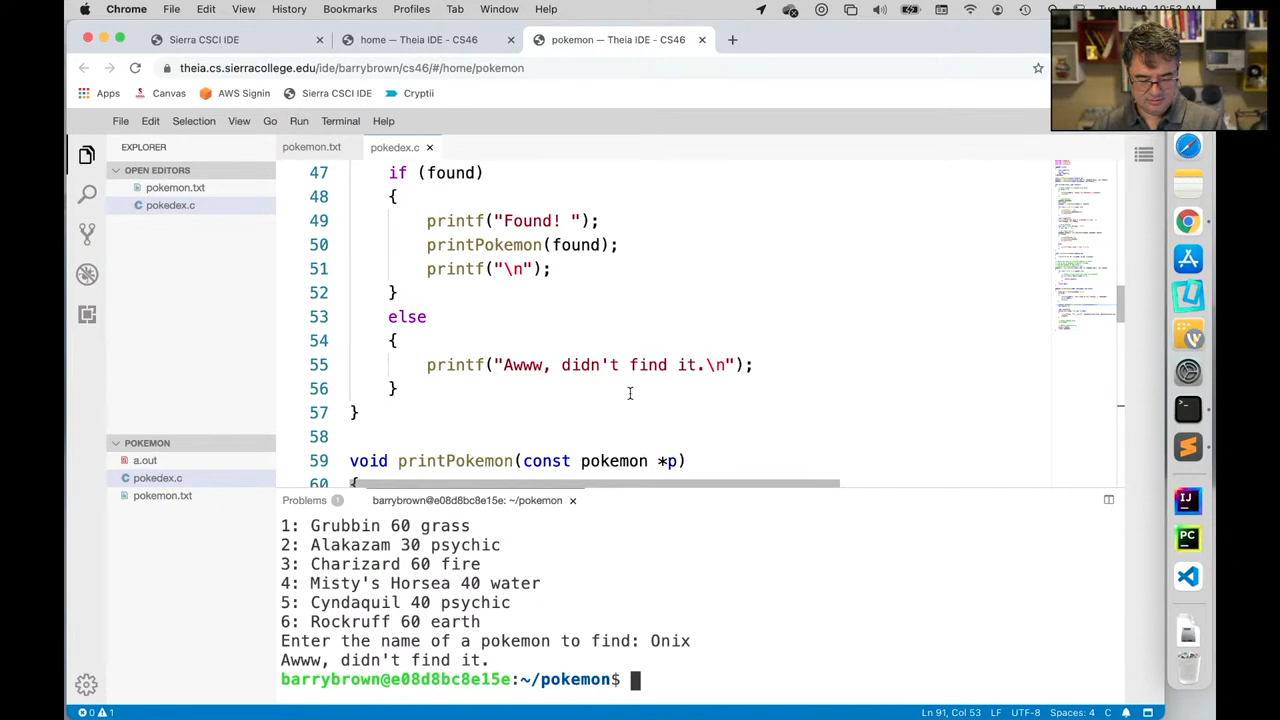 Chrome File Edit View History Bookmarks Profiles Tab Window Help
Sierra CSCI IDE
— Theia IDE - CS46
pokemon — Theia IDE - CS46
theia.cs.sierracollege.edu/
Apps Canvas AWS Signin Sierra CSCI IDE Cryptii
File Edit Selection View Go Run Terminal Help
EXPLORER
OPEN EDITORS
pokemon.txt
pokedex.c
POKEMON
a.out
pokedex.c
pokemon.txt
pokemon.txt pokedex.c
47 if (found)
48 {
49 printf("Found! ");
50 printPokemon(found);
51 printf("\n");
52 }
53 else
54 {
55 printf("Awww, didn't find it.\n");
56 }
57 }
58
59 void printPokemon(const pokemon *p)
60 {
Problems 1 barrybrown@e08d8bc8e15e: ~/pokemon
1: Grubbin 60 grass
2: Alakazam 30 psychic
3: Charizard 60 fire
4: Misty's Horsea 40 water
5: Cyndaquil 40 psychic
6: Rockruff 60 earth
Enter the name of a pokemon to find: Onix
Awww, didn't find it.
barrybrown@e08d8bc8e15e:~/pokemon$
0 1 Ln 91, Col 53 LF UTF-8 Spaces: 4 C